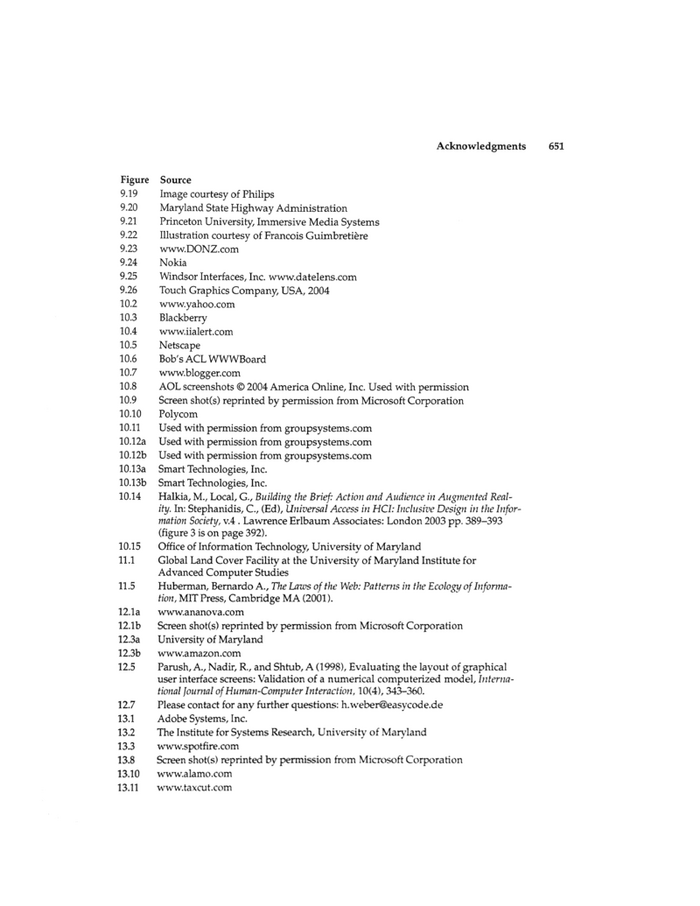 Acknowledgments 651
Figure Source
9.19 Image courtesy of Philips
9.20 Maryland State Highway Administration
9.21 Princeton University, Immersive Media Systems
9.22 Illustration courtesy of Francois Guimbretière
9.23 www.DONZ.com
9.24 Nokia
9.25 Windsor Interfaces, Inc. www.datelens.com
9.26 Touch Graphics Company, USA, 2004
10.2 www.yahoo.com
10.3 Blackberry
10.4 www.iialert.com
10.5 Netscape
10.6 Bob's ACL WWWBoard
10.7 www.blogger.com
10.8 AOL screenshots © 2004 America Online, Inc. Used with permission
10.9 Screen shot(s) reprinted by permission from Microsoft Corporation
10.10 Polycom
10.11 Used with permission from groupsystems.com
10.12a Used with permission from groupsystems.com
10.12b Used with permission from groupsystems.com
10.13a Smart Technologies, Inc.
10.13b Smart Technologies, Inc.
10.14 Halkia, M., Local, G., Building the Brief: Action and Audience in Augmented Real-
ity. In: Stephanidis, C., (Ed), Universal Access in HCI: Inclusive Design in the Infor-
mation Society, v.4 . Lawrence Erlbaum Associates: London 2003 pp. 389–393
(figure 3 is on page 392).
10.15 Office of Information Technology, University of Maryland
11.1 Global Land Cover Facility at the University of Maryland Institute for
Advanced Computer Studies
11.5 Huberman, Bernardo A., The Laws of the Web: Patterns in the Ecology of Informa-
tion, MIT Press, Cambridge MA (2001).
12.1a www.ananova.com
12.1b Screen shot(s) reprinted by permission from Microsoft Corporation
12.3a University of Maryland
12.3b www.amazon.com
12.5 Parush, A., Nadir, R., and Shtub, A (1998), Evaluating the layout of graphical
user interface screens: Validation of a numerical computerized model, Interna-
tional Journal of Human-Computer Interaction, 10(4), 343–360.
12.7 Please contact for any further questions: h.weber@easycode.de
13.1 Adobe Systems, Inc.
13.2 The Institute for Systems Research, University of Maryland
13.3 www.spotfire.com
13.8 Screen shot(s) reprinted by permission from Microsoft Corporation
13.10 www.alamo.com
13.11 www.taxcut.com